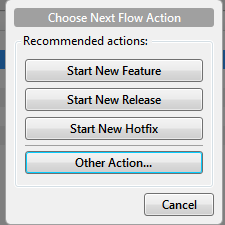 Choose Next Flow Action
Recommended actions:
Start New Feature
Start New Release
Start New Hotfix
Other Action...
Cancel